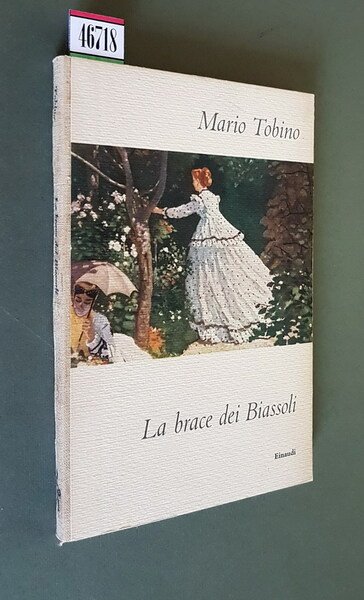 46718
Mario Tobino
La brace dei Biassoli
Einaudi